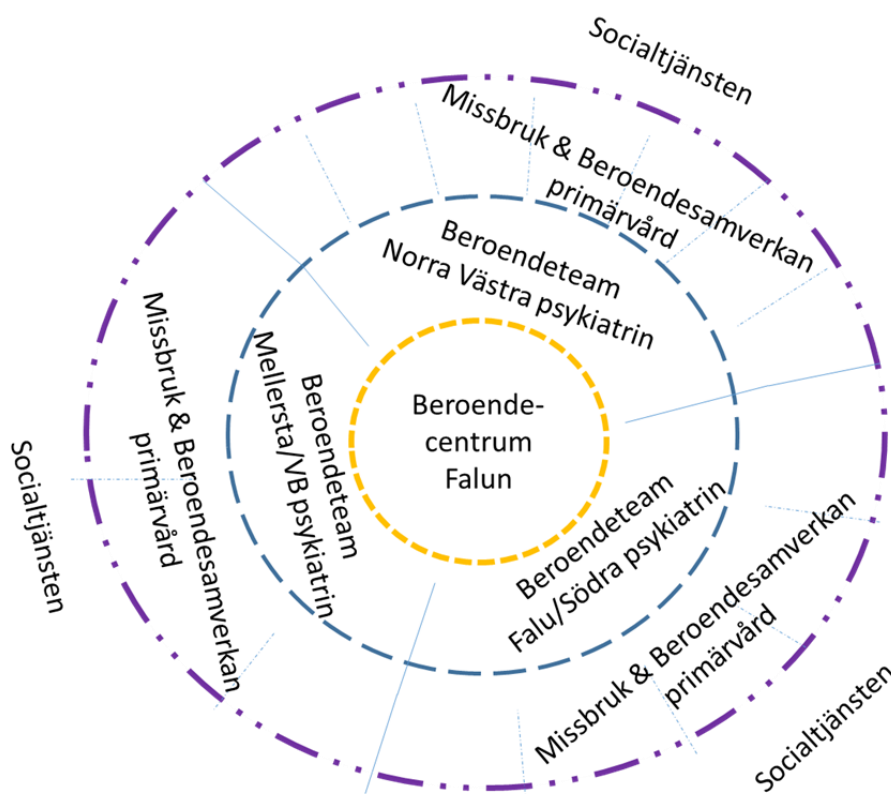 Socialtjänsten
Missbruk & Beroendesamverkan
primärvård
Beroendeteam
Norra Västra psykiatrin
Beroende-
centrum
Falun
Beroendeteam
Mellersta/VB psykiatrin
Missbruk & Beroendesamverkan
primärvård
Socialtjänsten
Beroendeteam
Falu/Södra psykiatrin
Missbruk & Beroendesamverkan
primärvård
Socialtjänsten